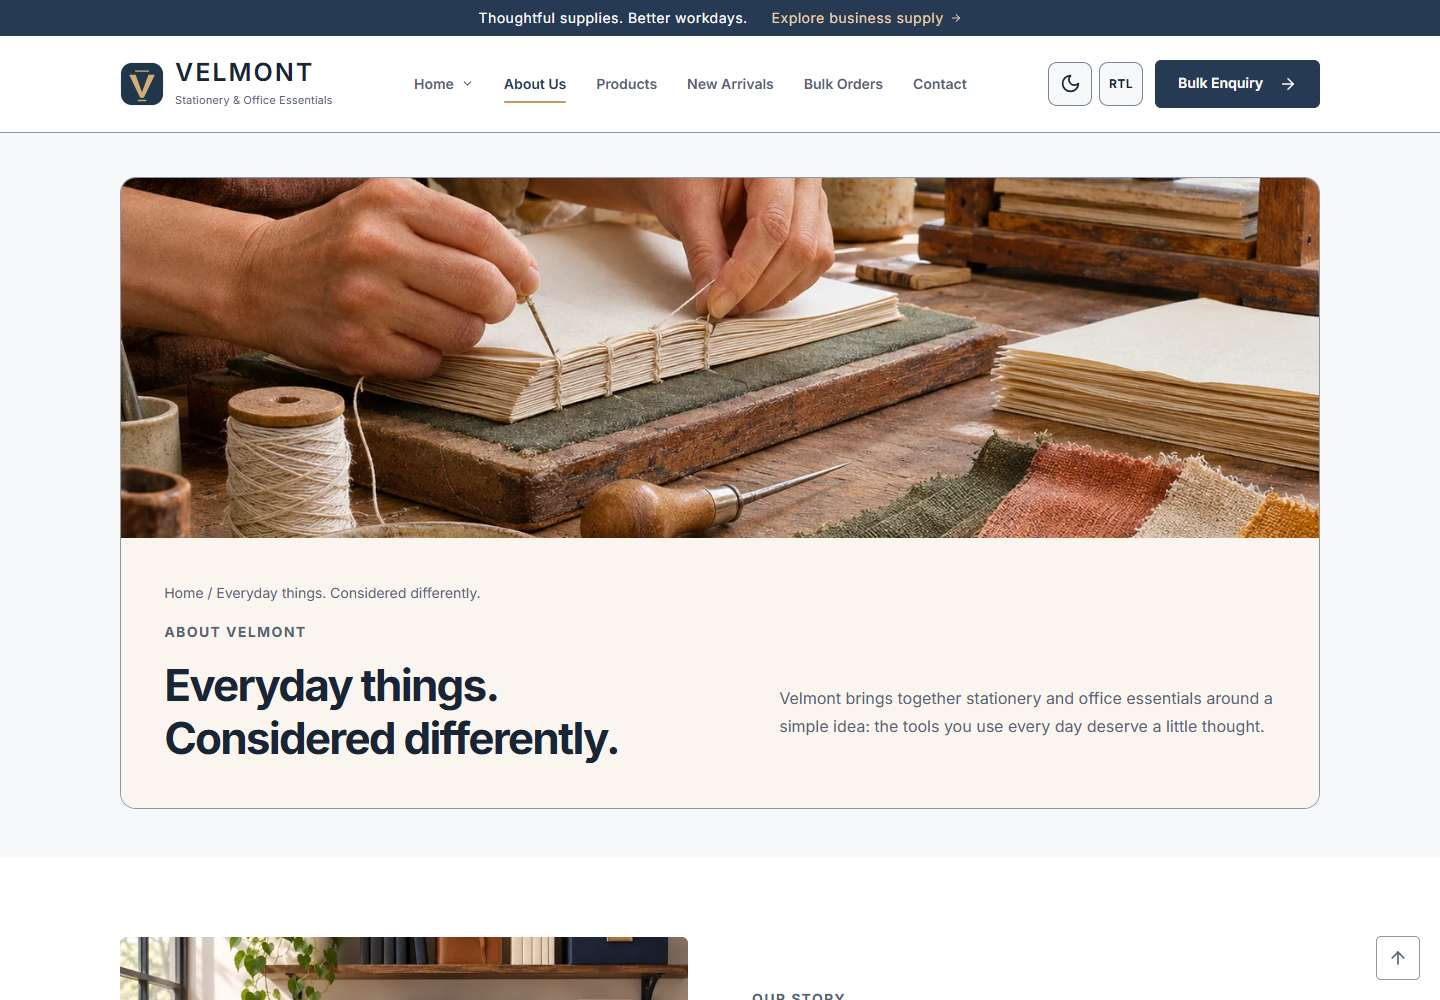 Thoughtful supplies. Better workdays. Explore business supply →
V VELMONT
Stationery & Office Essentials
Home About Us Products New Arrivals Bulk Orders Contact
RTL
Bulk Enquiry →
Home / Everyday things. Considered differently.
ABOUT VELMONT
Everyday things.
Considered differently.
Velmont brings together stationery and office essentials around a
simple idea: the tools you use every day deserve a little thought.
OUR STORY